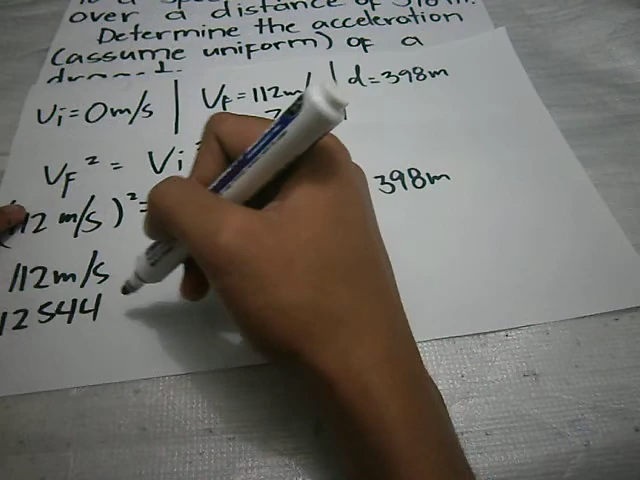 over a distance of 398m.
Determine the acceleration
(assume uniform) of a
Vi = 0m/s | VF = 112m/ | d = 398m
VF² = Vi
12 m/s)² = 398m
112m/s
12544